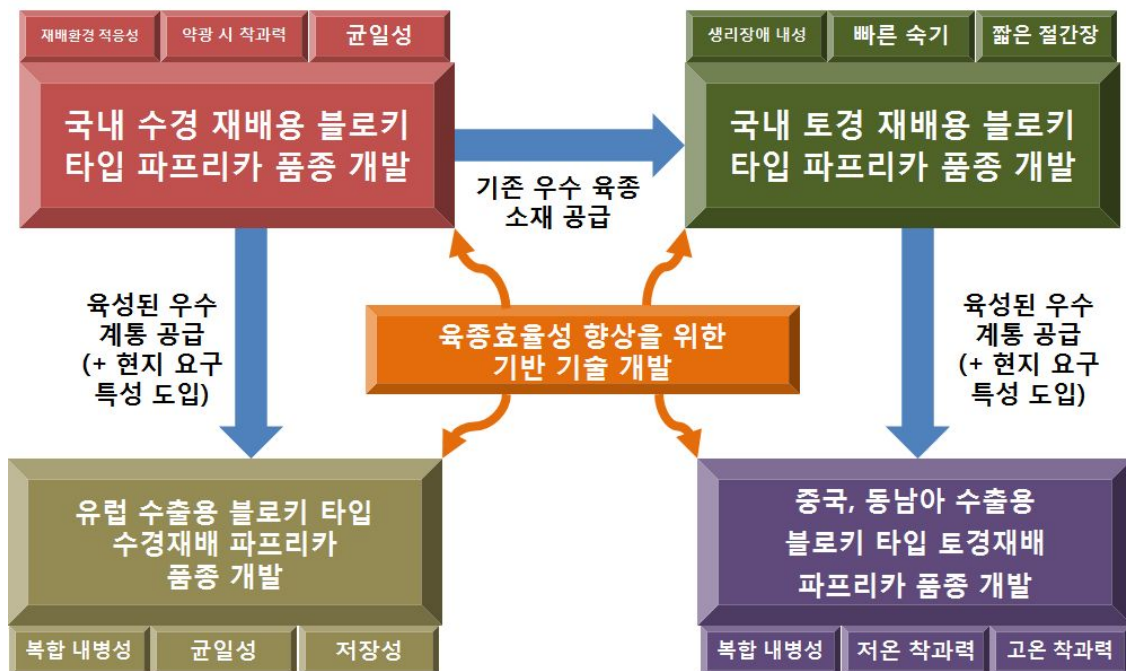 재배환경 적응성
약광 시 착과력
균일성
국내 수경 재배용 블로키
타입 파프리카 품종 개발
생리장애 내성
빠른 숙기
짧은 절간장
국내 토경 재배용 블로키
타입 파프리카 품종 개발
기존 우수 육종
소재 공급
육성된 우수
계통 공급
(+ 현지 요구
특성 도입)
육종효율성 향상을 위한
기반 기술 개발
육성된 우수
계통 공급
(+ 현지 요구
특성 도입)
유럽 수출용 블로키 타입
수경재배 파프리카
품종 개발
복합 내병성
균일성
저장성
중국, 동남아 수출용
블로키 타입 토경재배
파프리카 품종 개발
복합 내병성
저온 착과력
고온 착과력